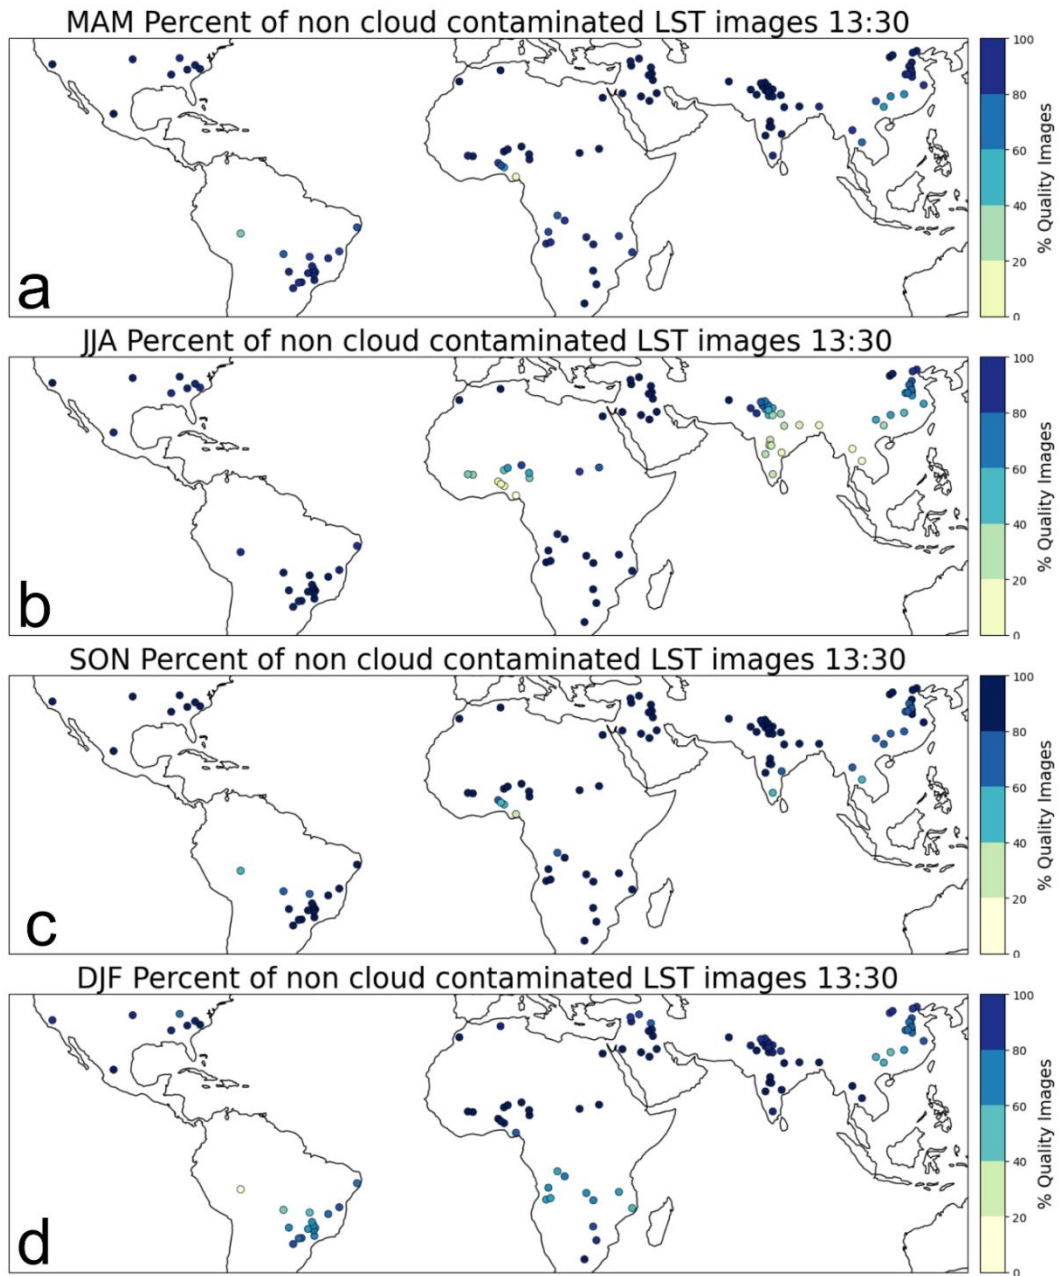 MAM Percent of non cloud contaminated LST images 13:30
100
80
60
40
20
0
% Quality Images
a
JJA Percent of non cloud contaminated LST images 13:30
100
80
60
40
20
0
% Quality Images
b
SON Percent of non cloud contaminated LST images 13:30
100
80
60
40
20
0
% Quality Images
c
DJF Percent of non cloud contaminated LST images 13:30
100
80
60
40
20
0
% Quality Images
d